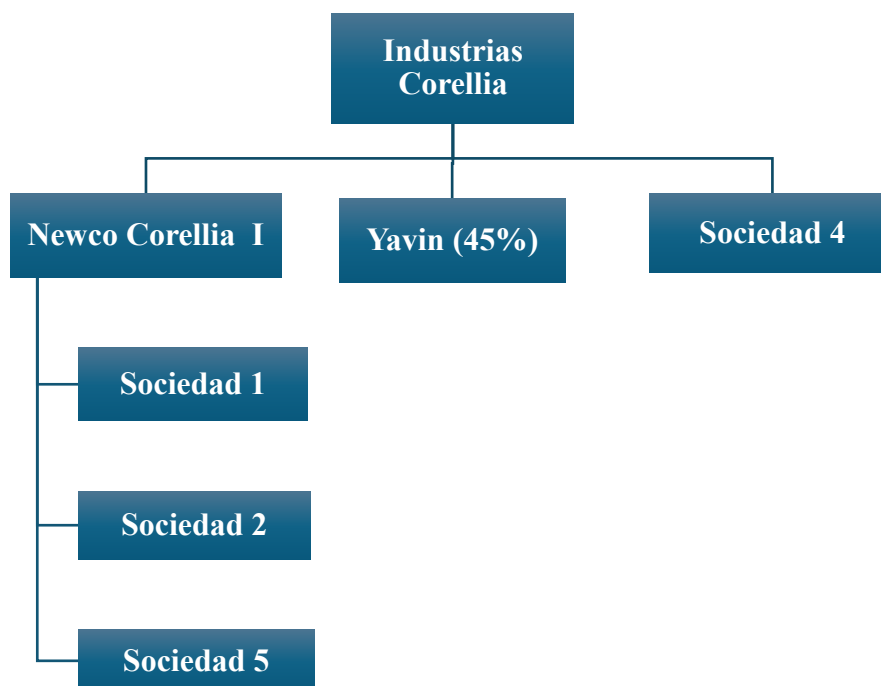 Industrias
Corellia
Newco Corellia I
Yavin (45%)
Sociedad 4
Sociedad 1
Sociedad 2
Sociedad 5